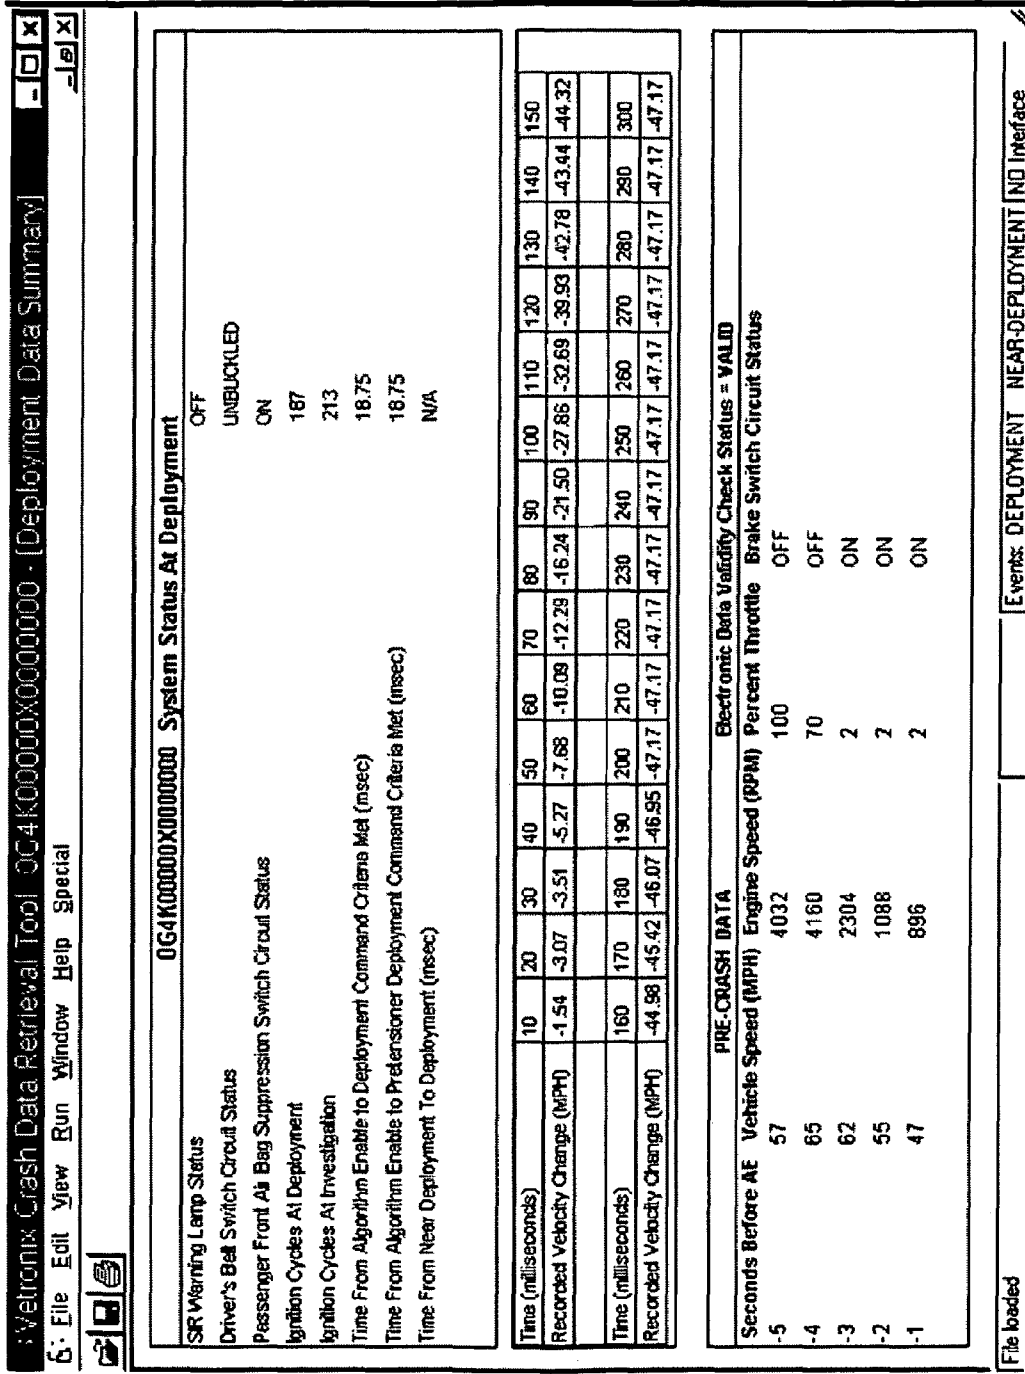 Vetronix Crash Data Retrieval Tool 0G4K00000X0000000 - [Deployment Data Summary]
File Edit View Run Window Help Special
0G4K00000X0000000 System Status At Deployment
SIR Warning Lamp Status OFF
Driver's Belt Switch Circuit Status UNBUCKLED
Passenger Front Air Bag Suppression Switch Circuit Status ON
Ignition Cycles At Deployment 187
Ignition Cycles At Investigation 213
Time From Algorithm Enable to Deployment Command Criteria Met (msec) 18.75
Time From Algorithm Enable to Pretensioner Deployment Command Criteria Met (msec) 18.75
Time From Near Deployment To Deployment (msec) N/A
Time (milliseconds) 10 20 30 40 50 60 70 80 90 100 110 120 130 140 150
Recorded Velocity Change (MPH) -1.54 -3.07 -3.51 -5.27 -7.68 -10.09 -12.29 -16.24 -21.50 -27.86 -32.69 -39.93 -42.78 -43.44 -44.32
Time (milliseconds) 160 170 180 190 200 210 220 230 240 250 260 270 280 290 300
Recorded Velocity Change (MPH) -44.98 -45.42 -46.07 -46.95 -47.17 -47.17 -47.17 -47.17 -47.17 -47.17 -47.17 -47.17 -47.17 -47.17 -47.17
PRE-CRASH DATA Electronic Data Validity Check Status = VALID
Seconds Before AE Vehicle Speed (MPH) Engine Speed (RPM) Percent Throttle Brake Switch Circuit Status
-5 57 4032 100 OFF
-4 65 4160 70 OFF
-3 62 2304 2 ON
-2 55 1088 2 ON
-1 47 896 2 ON
File loaded Events: DEPLOYMENT NEAR-DEPLOYMENT NO Interface